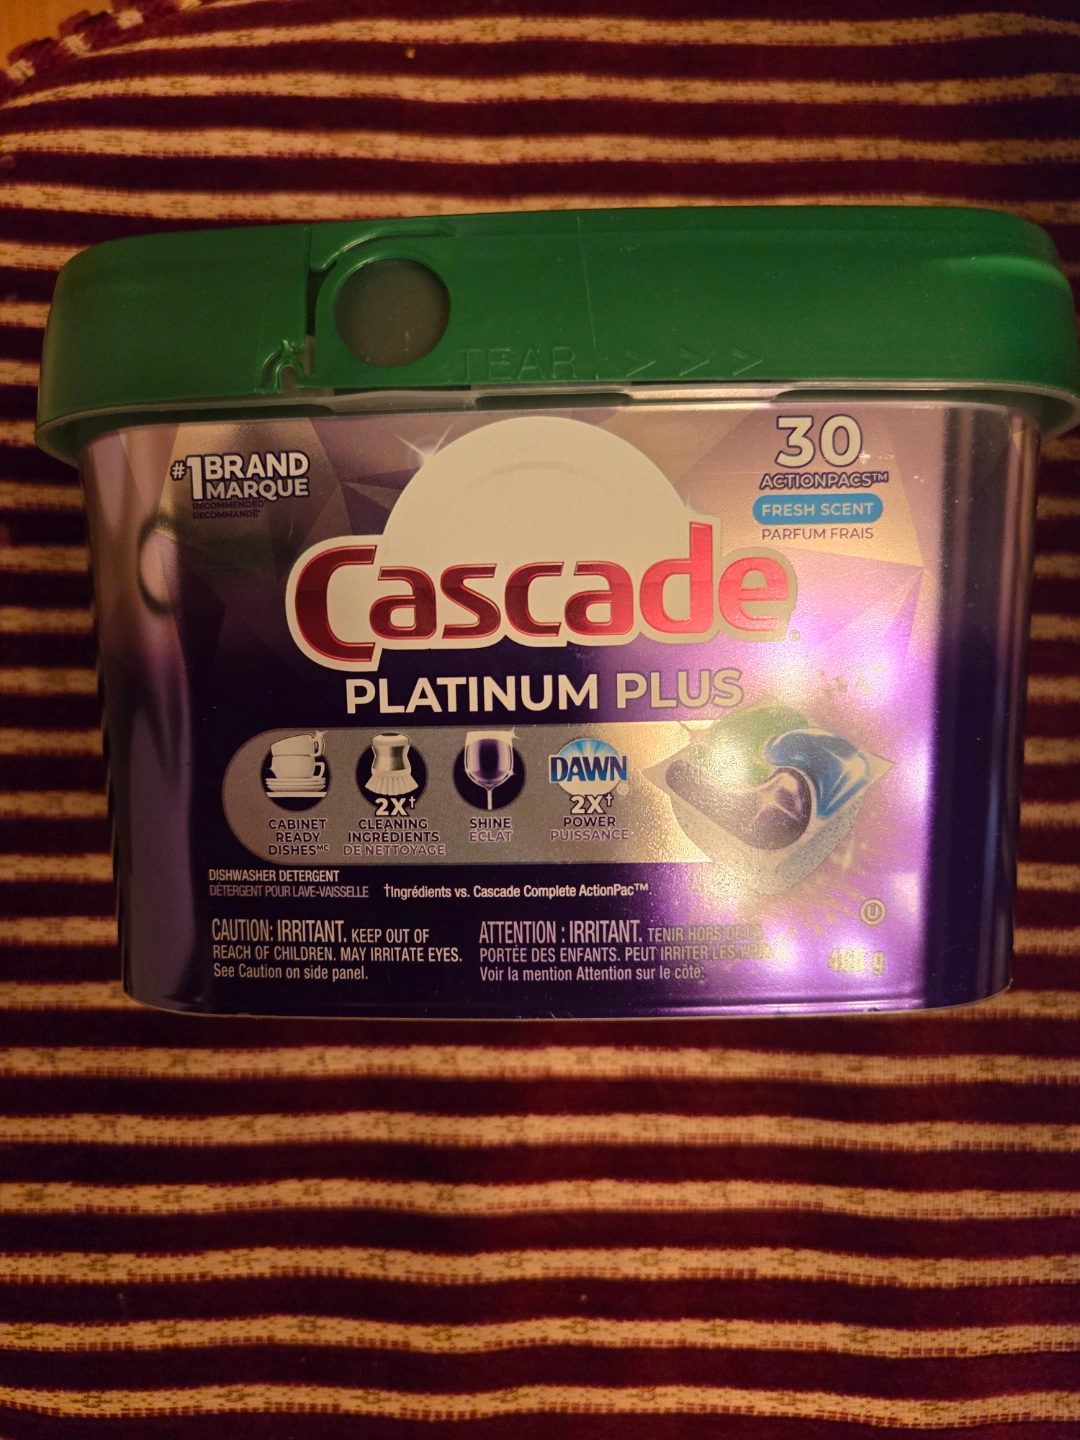 TEAR > > >
#1 BRAND
MARQUE
RECOMMENDED
RECOMMANDÉ
30
ACTIONPACS™
FRESH SCENT
PARFUM FRAIS
Cascade®
PLATINUM PLUS
CABINET
READY
DISHES MC
2X†
CLEANING
INGRÉDIENTS
DE NETTOYAGE
SHINE
ÉCLAT
DAWN
2X†
POWER
PUISSANCE
DISHWASHER DETERGENT
DÉTERGENT POUR LAVE-VAISSELLE
†Ingrédients vs. Cascade Complete ActionPac™
CAUTION: IRRITANT. KEEP OUT OF
REACH OF CHILDREN. MAY IRRITATE EYES.
See Caution on side panel.
ATTENTION : IRRITANT. TENIR HORS DE LA
PORTÉE DES ENFANTS. PEUT IRRITER LES YEUX.
Voir la mention Attention sur le côté.
U
g